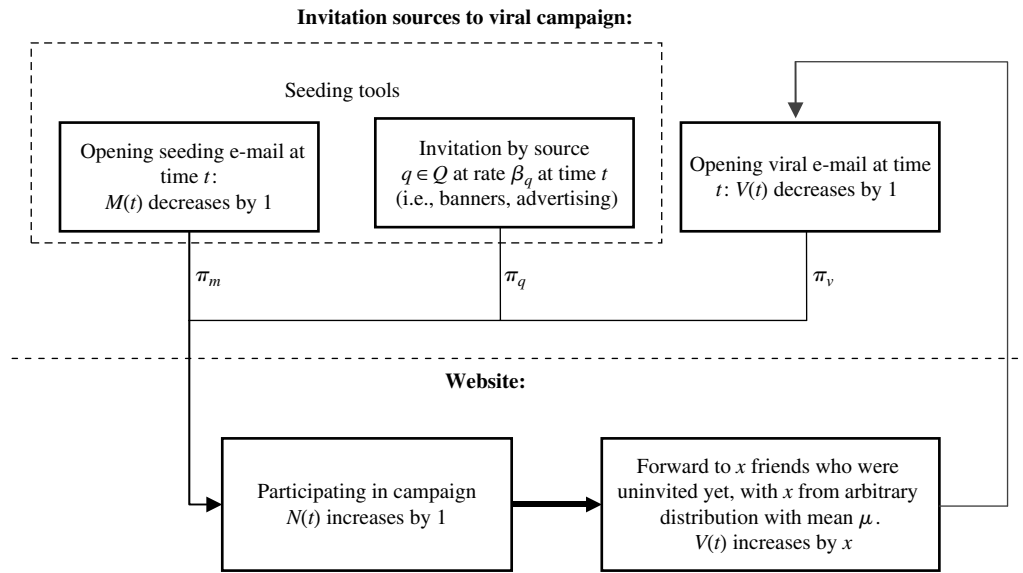 Invitation sources to viral campaign:
Seeding tools
Opening seeding e-mail at
time t:
M(t) decreases by 1
Invitation by source
q ∈ Q at rate β_q at time t
(i.e., banners, advertising)
Opening viral e-mail at time
t: V(t) decreases by 1
π_m
π_q
π_v
Website:
Participating in campaign
N(t) increases by 1
Forward to x friends who were
uninvited yet, with x from arbitrary
distribution with mean μ.
V(t) increases by x